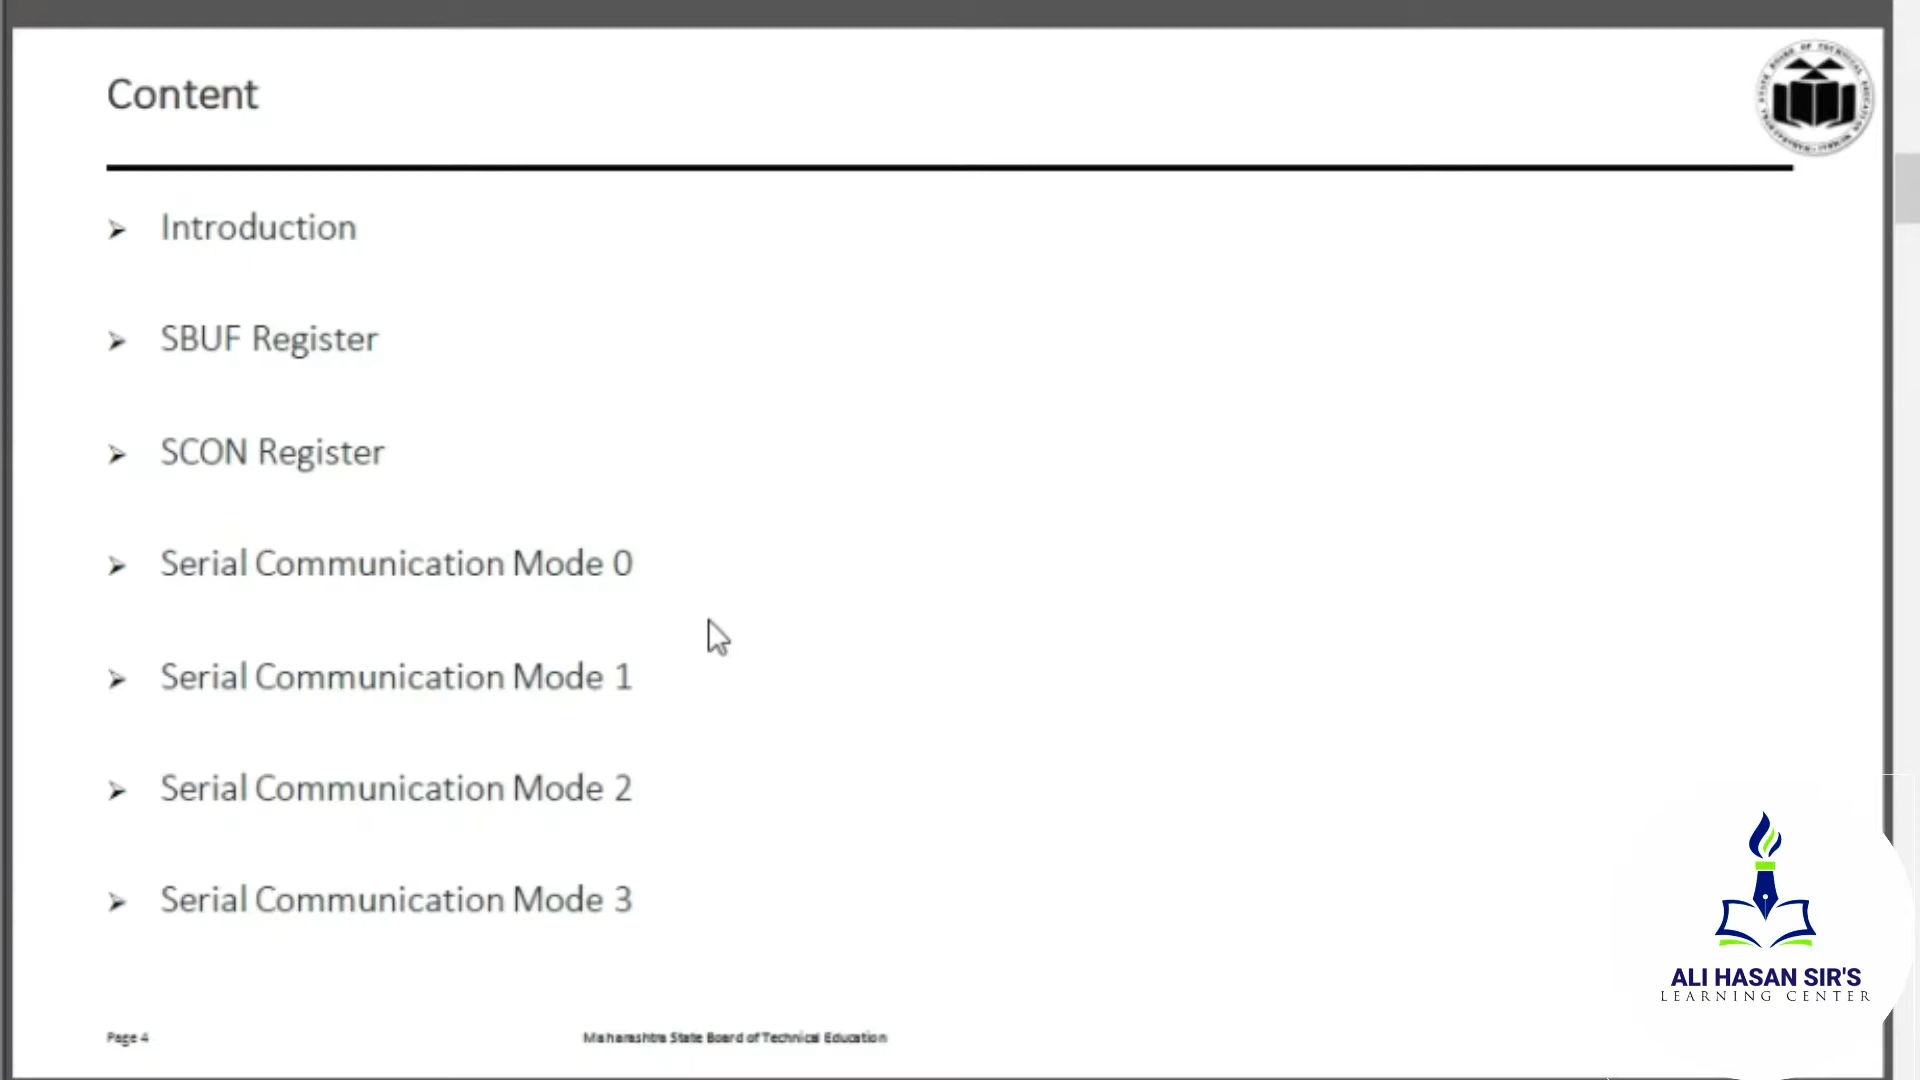 Content
Introduction
SBUF Register
SCON Register
Serial Communication Mode 0
Serial Communication Mode 1
Serial Communication Mode 2
Serial Communication Mode 3
ALI HASAN SIR'S
LEARNING CENTER
Page 4
Maharashtra State Board of Technical Education